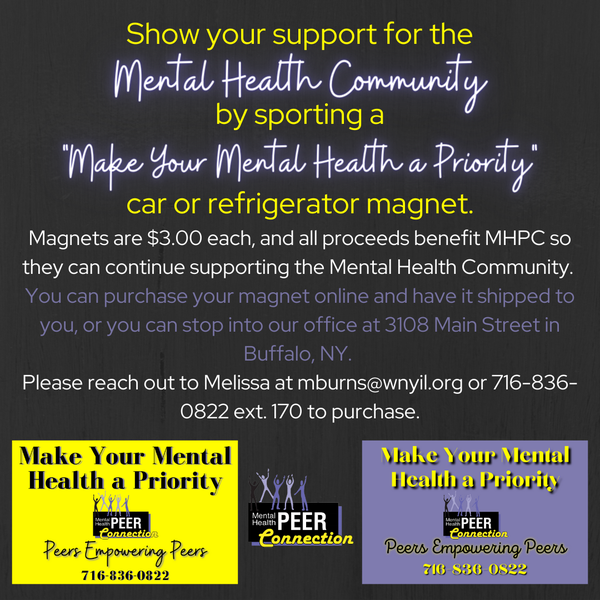 Show your support for the
Mental Health Community
by sporting a
"Make Your Mental Health a Priority"
car or refrigerator magnet.
Magnets are $3.00 each, and all proceeds benefit MHPC so
they can continue supporting the Mental Health Community.
You can purchase your magnet online and have it shipped to
you, or you can stop into our office at 3108 Main Street in
Buffalo, NY.
Please reach out to Melissa at mburns@wnyil.org or 716-836-
0822 ext. 170 to purchase.
Make Your Mental
Health a Priority
Mental
Health PEER
Connection
Peers Empowering Peers
716-836-0822
Mental
Health PEER
Connection
Make Your Mental
Health a Priority
Mental
Health PEER
Connection
Peers Empowering Peers
716-836-0822